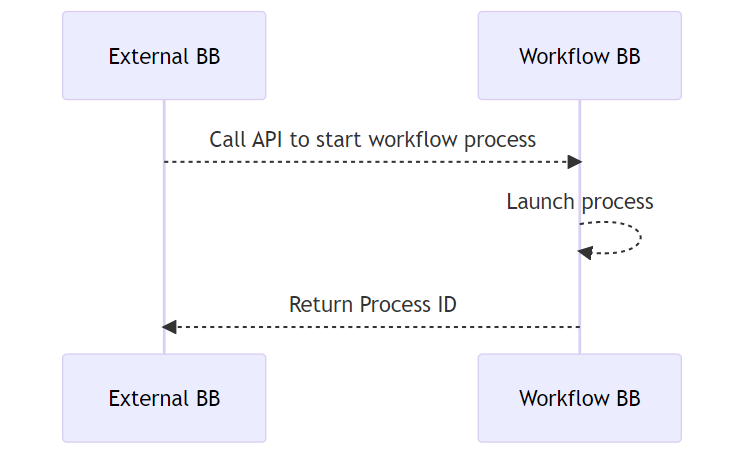 External BB
Workflow BB
Call API to start workflow process
Launch process
Return Process ID
External BB
Workflow BB